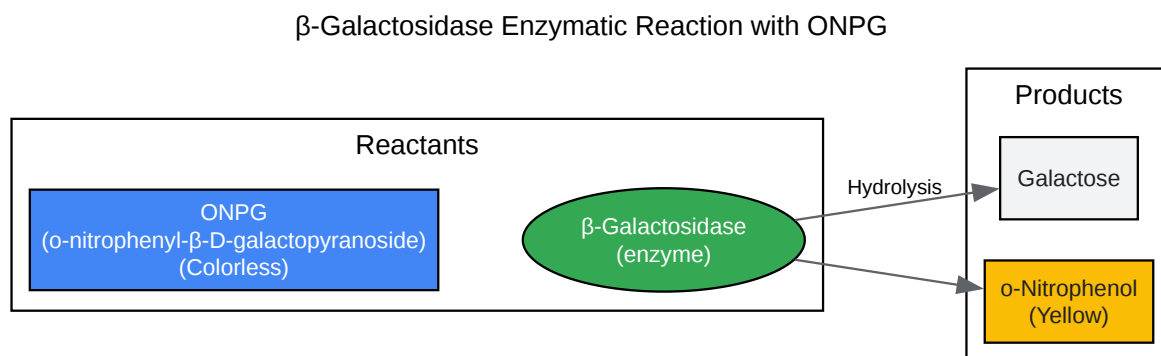 β-Galactosidase Enzymatic Reaction with ONPG
Reactants
ONPG
(o-nitrophenyl-β-D-galactopyranoside)
(Colorless)
β-Galactosidase
(enzyme)
Hydrolysis
Products
Galactose
o-Nitrophenol
(Yellow)